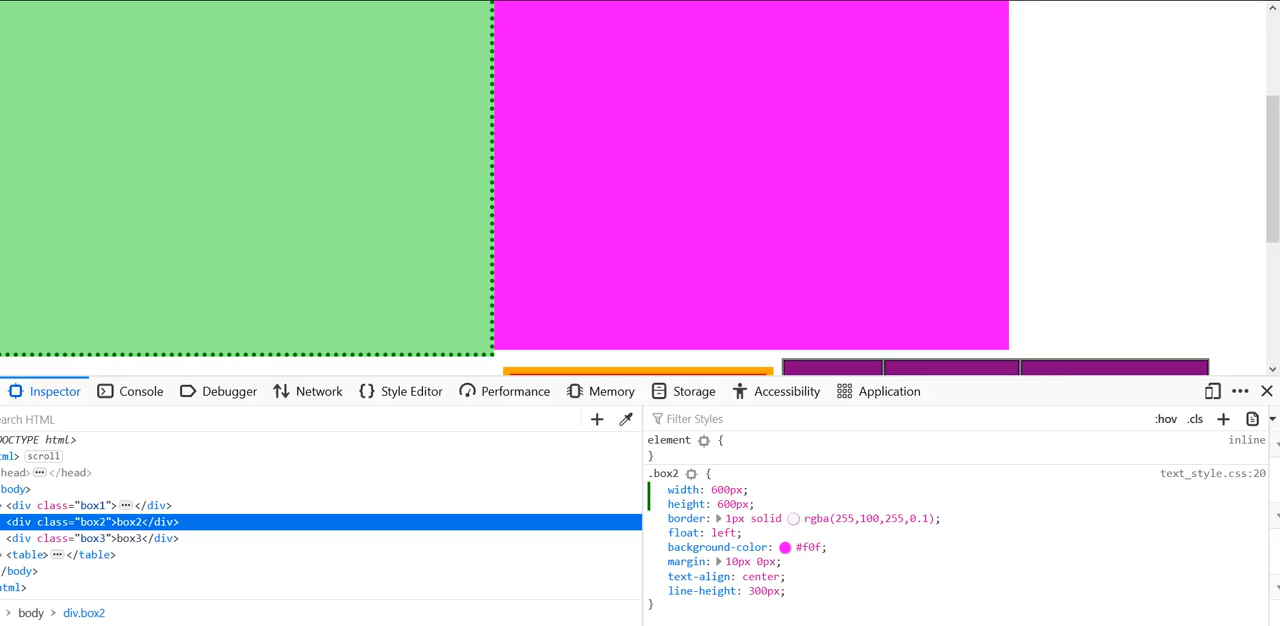 Inspector Console Debugger Network {} Style Editor Performance Memory Storage Accessibility Application
earch HTML
OCTYPE html>
tml> scroll
head> </head>
body>
<div class="box1"> </div>
<div class="box2">box2</div>
<div class="box3">box3</div>
<table> </table>
/body>
tml>
body > div.box2
Filter Styles :hov .cls
element { inline
}
.box2 { text_style.css:20
width: 600px;
height: 600px;
border: 1px solid rgba(255,100,255,0.1);
float: left;
background-color: #f0f;
margin: 10px 0px;
text-align: center;
line-height: 300px;
}